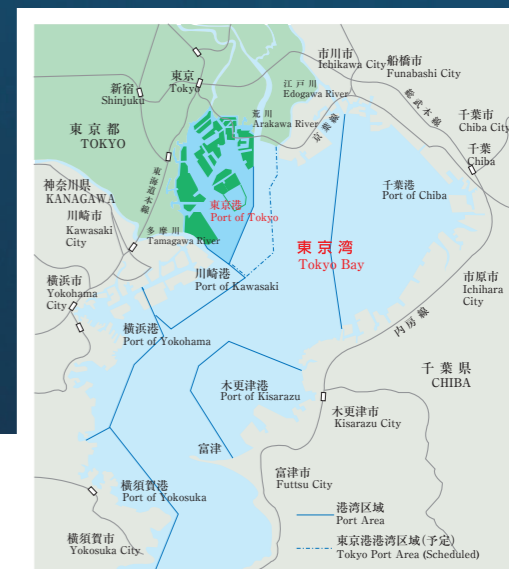 市川市
Ichikawa City
船橋市
Funabashi City
東京
Tokyo
新宿
Shinjuku
江戸川
Edogawa River
荒川
Arakawa River
京葉線
総武本線
千葉市
Chiba City
千葉
Chiba
東京都
TOKYO
東海道本線
神奈川県
KANAGAWA
川崎市
Kawasaki
City
千葉港
Port of Chiba
東京港
Port of Tokyo
多摩川
Tamagawa River
東京湾
Tokyo Bay
川崎港
Port of Kawasaki
横浜市
Yokohama
City
市原市
Ichihara
City
横浜港
Port of Yokohama
内房線
千葉県
CHIBA
木更津港
Port of Kisarazu
木更津市
Kisarazu City
富津
富津市
Futtsu City
横須賀港
Port of Yokosuka
横須賀市
Yokosuka City
港湾区域
Port Area
東京港港湾区域(予定)
Tokyo Port Area (Scheduled)